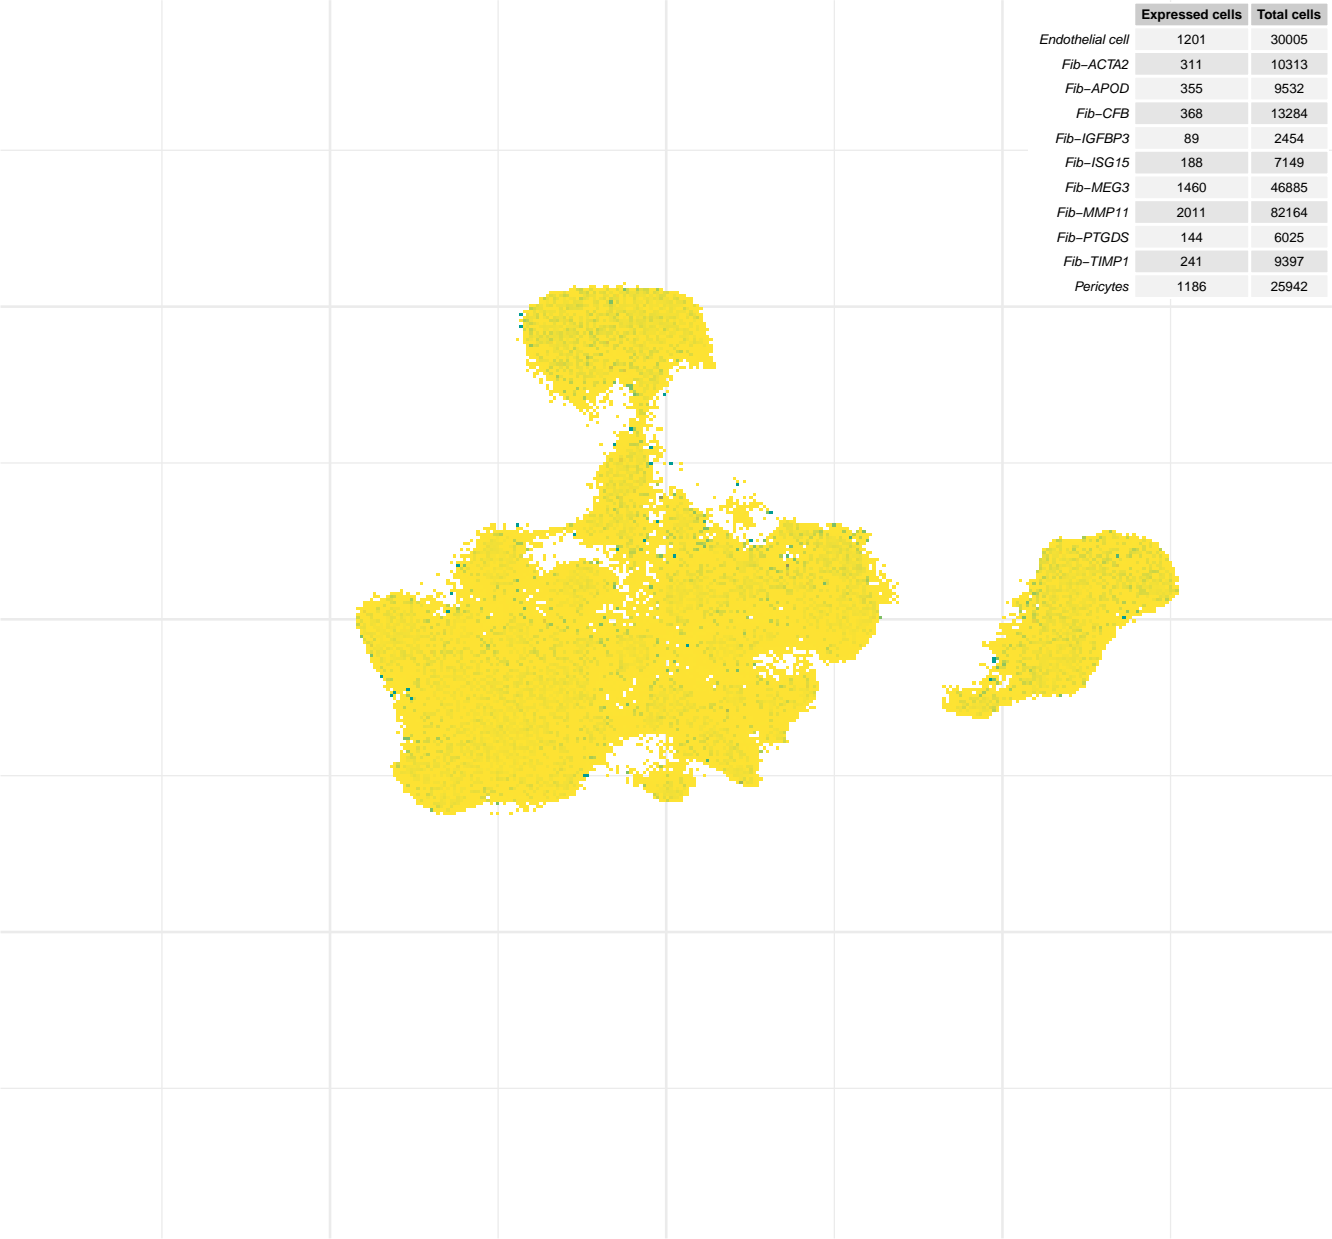 Expressed cells Total cells
Endothelial cell 1201 30005
Fib−ACTA2 311 10313
Fib−APOD 355 9532
Fib−CFB 368 13284
Fib−IGFBP3 89 2454
Fib−ISG15 188 7149
Fib−MEG3 1460 46885
Fib−MMP11 2011 82164
Fib−PTGDS 144 6025
Fib−TIMP1 241 9397
Pericytes 1186 25942